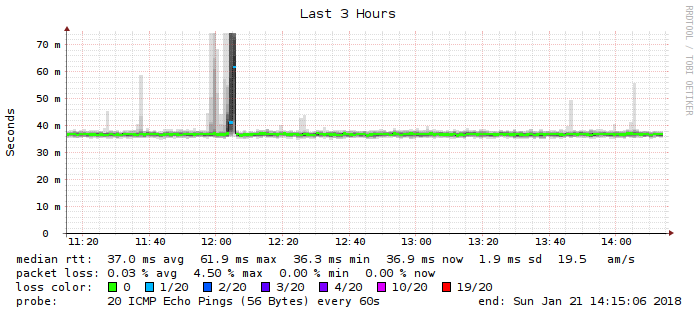 Last 3 Hours
RRDTOOL / TOBI OETIKER
Seconds
70 m
60 m
50 m
40 m
30 m
20 m
10 m
0
11:20 11:40 12:00 12:20 12:40 13:00 13:20 13:40 14:00
median rtt: 37.0 ms avg 61.9 ms max 36.3 ms min 36.9 ms now 1.9 ms sd 19.5 am/s
packet loss: 0.03 % avg 4.50 % max 0.00 % min 0.00 % now
loss color: 0 1/20 2/20 3/20 4/20 10/20 19/20
probe: 20 ICMP Echo Pings (56 Bytes) every 60s end: Sun Jan 21 14:15:06 2018